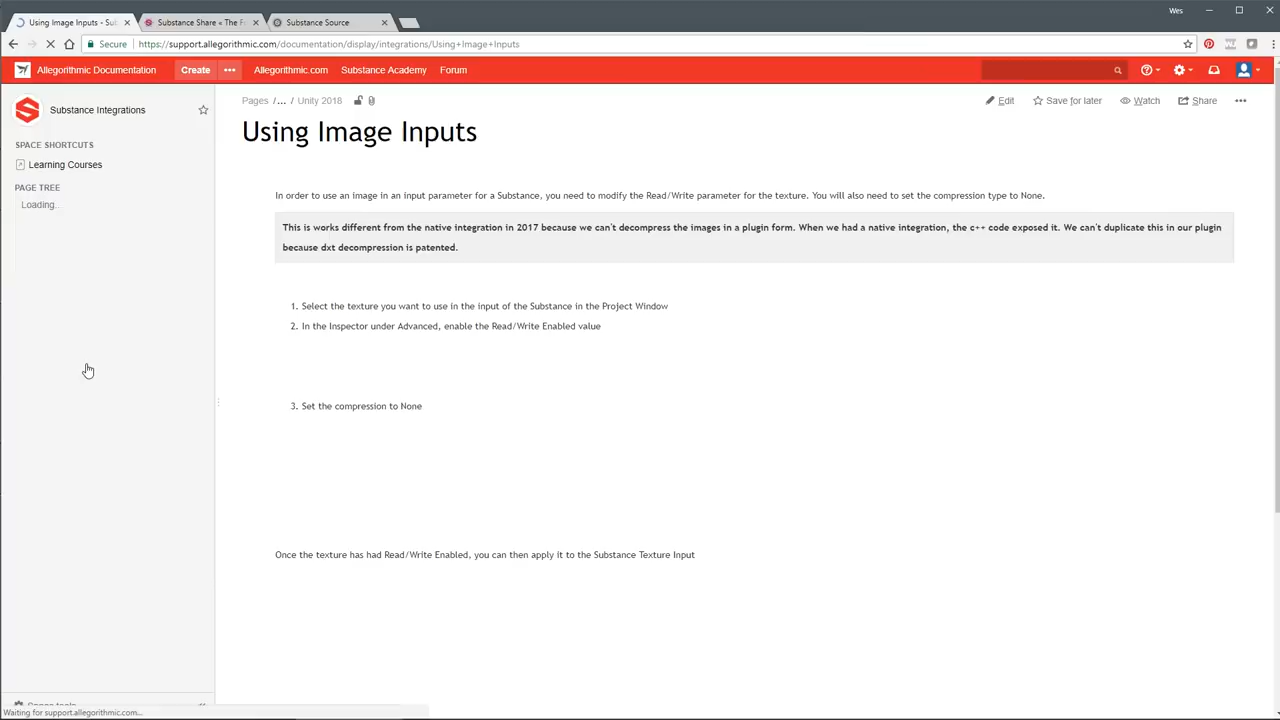 Wes
Using Image Inputs - Sub
Substance Share « The F
Substance Source
Secure
https://support.allegorithmic.com/documentation/display/integrations/Using+Image+Inputs
Allegorithmic Documentation
Create
Allegorithmic.com
Substance Academy
Forum
Substance Integrations
SPACE SHORTCUTS
Learning Courses
PAGE TREE
Loading...
Pages /... / Unity 2018
Edit
Save for later
Watch
Share
Using Image Inputs
In order to use an image in an input parameter for a Substance, you need to modify the Read/Write parameter for the texture. You will also need to set the compression type to None.
This is works different from the native integration in 2017 because we can't decompress the images in a plugin form. When we had a native integration, the c++ code exposed it. We can't duplicate this in our plugin
because dxt decompression is patented.
1. Select the texture you want to use in the input of the Substance in the Project Window
2. In the Inspector under Advanced, enable the Read/Write Enabled value
3. Set the compression to None
Once the texture has had Read/Write Enabled, you can then apply it to the Substance Texture Input
Space tools
Waiting for support.allegorithmic.com...